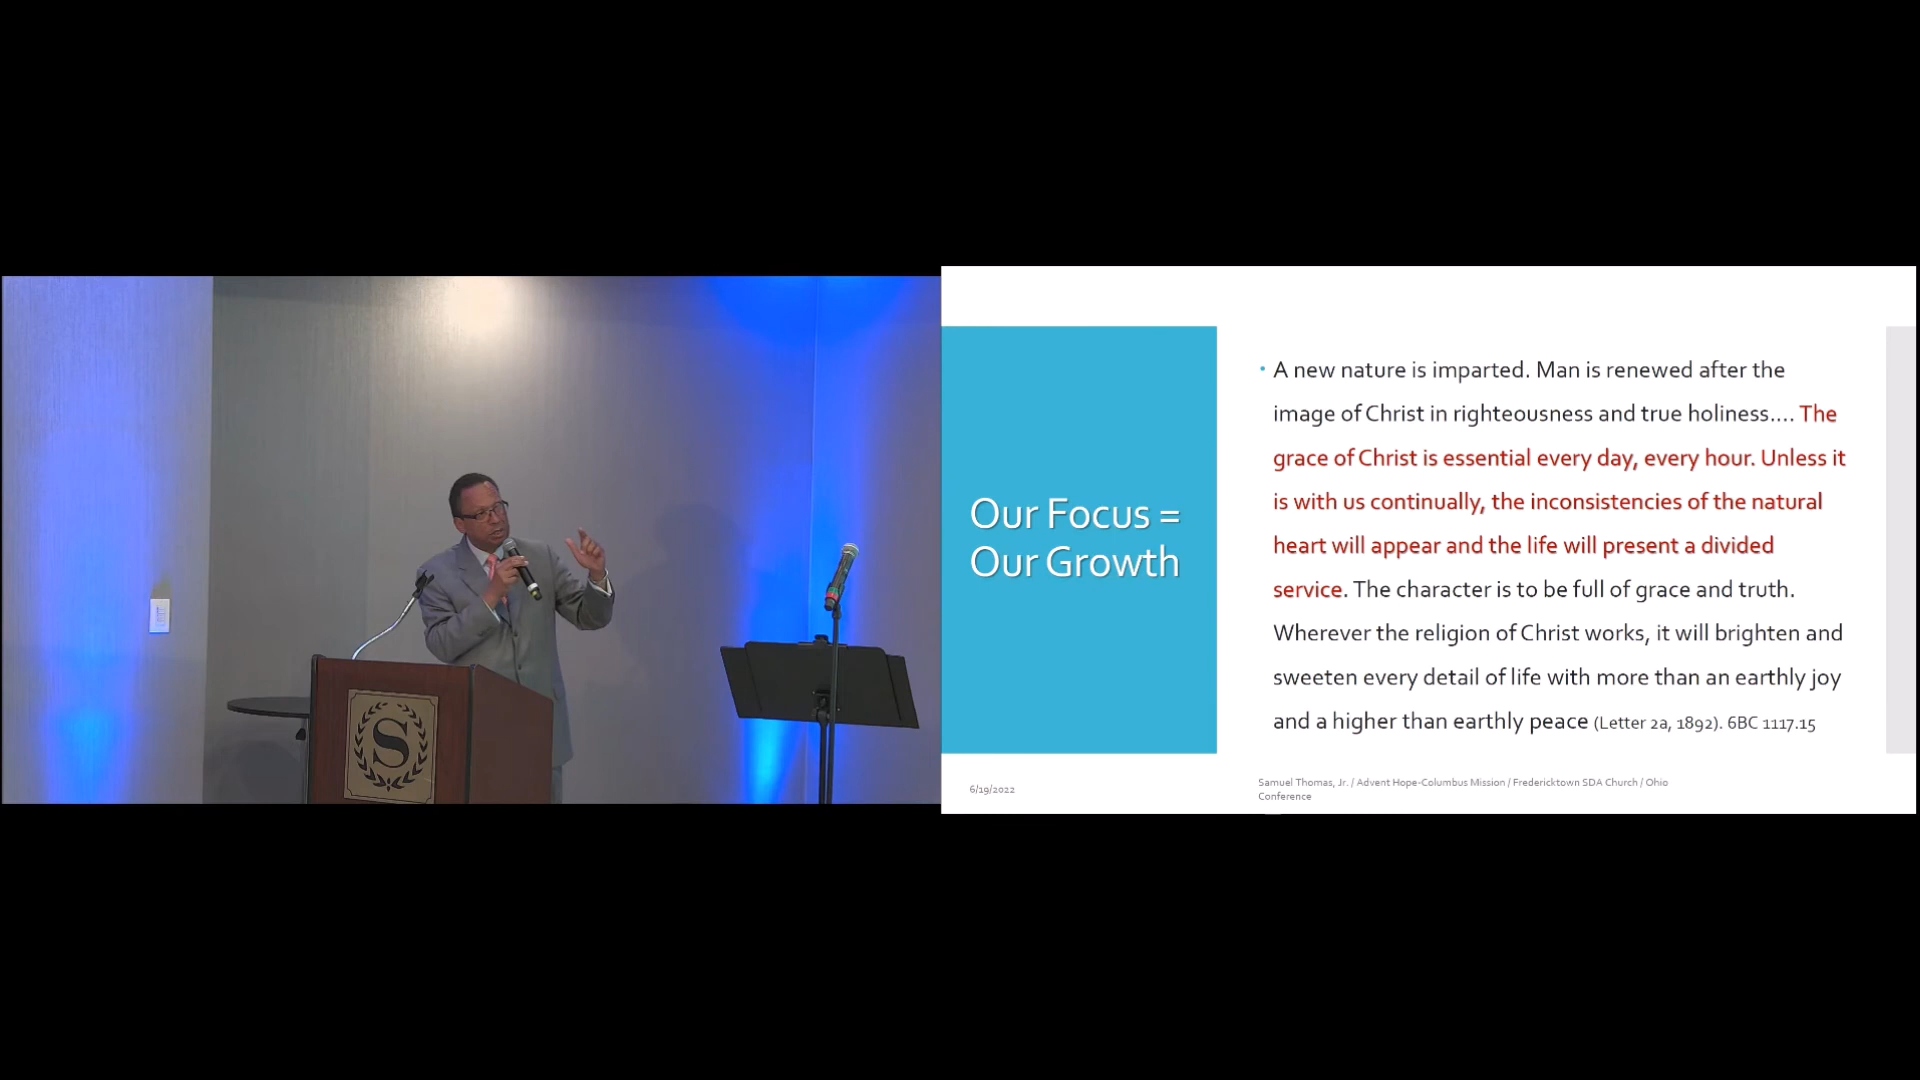 S
Our Focus =
Our Growth
• A new nature is imparted. Man is renewed after the
image of Christ in righteousness and true holiness.... The
grace of Christ is essential every day, every hour. Unless it
is with us continually, the inconsistencies of the natural
heart will appear and the life will present a divided
service. The character is to be full of grace and truth.
Wherever the religion of Christ works, it will brighten and
sweeten every detail of life with more than an earthly joy
and a higher than earthly peace (Letter 2a, 1892). 6BC 1117.15
6/19/2022
Samuel Thomas, Jr. / Advent Hope-Columbus Mission / Fredericktown SDA Church / Ohio
Conference